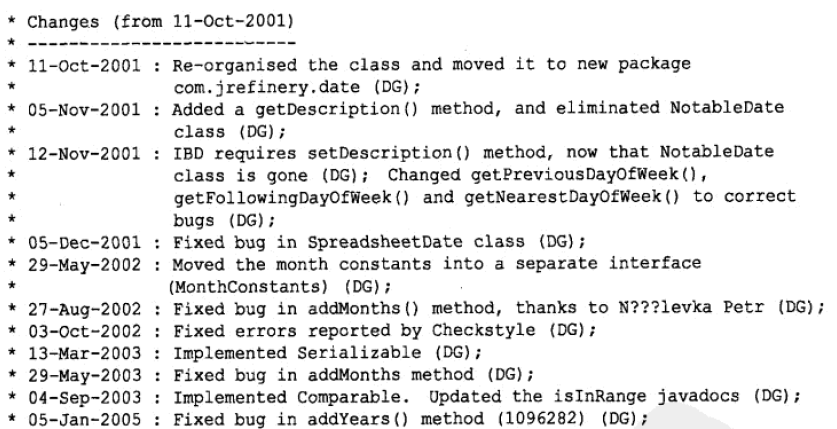 * Changes (from 11-Oct-2001)
* --------------------------
* 11-Oct-2001 : Re-organised the class and moved it to new package
*               com.jrefinery.date (DG);
* 05-Nov-2001 : Added a getDescription() method, and eliminated NotableDate
*               class (DG);
* 12-Nov-2001 : IBD requires setDescription() method, now that NotableDate
*               class is gone (DG);  Changed getPreviousDayOfWeek(),
*               getFollowingDayOfWeek() and getNearestDayOfWeek() to correct
*               bugs (DG);
* 05-Dec-2001 : Fixed bug in SpreadsheetDate class (DG);
* 29-May-2002 : Moved the month constants into a separate interface
*               (MonthConstants) (DG);
* 27-Aug-2002 : Fixed bug in addMonths() method, thanks to N???levka Petr (DG);
* 03-Oct-2002 : Fixed errors reported by Checkstyle (DG);
* 13-Mar-2003 : Implemented Serializable (DG);
* 29-May-2003 : Fixed bug in addMonths method (DG);
* 04-Sep-2003 : Implemented Comparable.  Updated the isInRange javadocs (DG);
* 05-Jan-2005 : Fixed bug in addYears() method (1096282) (DG);